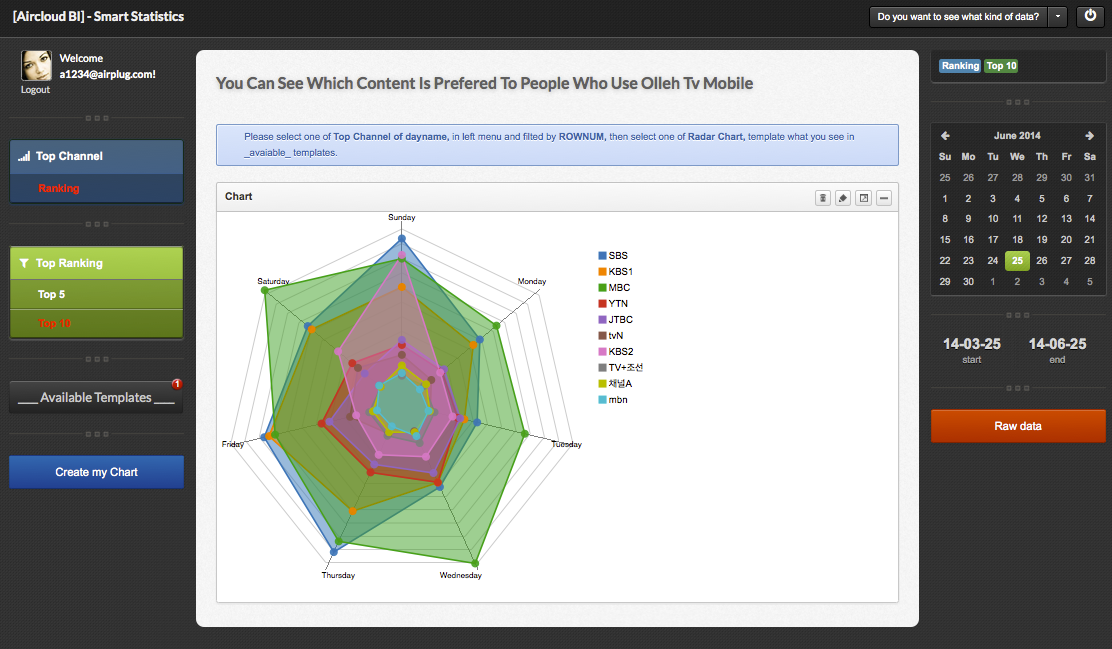 [Aircloud BI] - Smart Statistics
Do you want to see what kind of data?
Welcome
a1234@airplug.com!
Logout
Top Channel
Ranking
Top Ranking
Top 5
Top 10
1
___ Available Templates ___
Create my Chart
You Can See Which Content Is Prefered To People Who Use Olleh Tv Mobile
Please select one of Top Channel of dayname, in left menu and filtered by ROWNUM, then select one of Radar Chart, template what you see in
_avaiable_ templates.
Chart
Sunday
Monday
Tuesday
Wednesday
Thursday
Friday
Saturday
SBS
KBS1
MBC
YTN
JTBC
tvN
KBS2
TV+조선
채널A
mbn
Ranking Top 10
June 2014
Su Mo Tu We Th Fr Sa
25 26 27 28 29 30 31
1 2 3 4 5 6 7
8 9 10 11 12 13 14
15 16 17 18 19 20 21
22 23 24 25 26 27 28
29 30 1 2 3 4 5
14-03-25 14-06-25
start end
Raw data